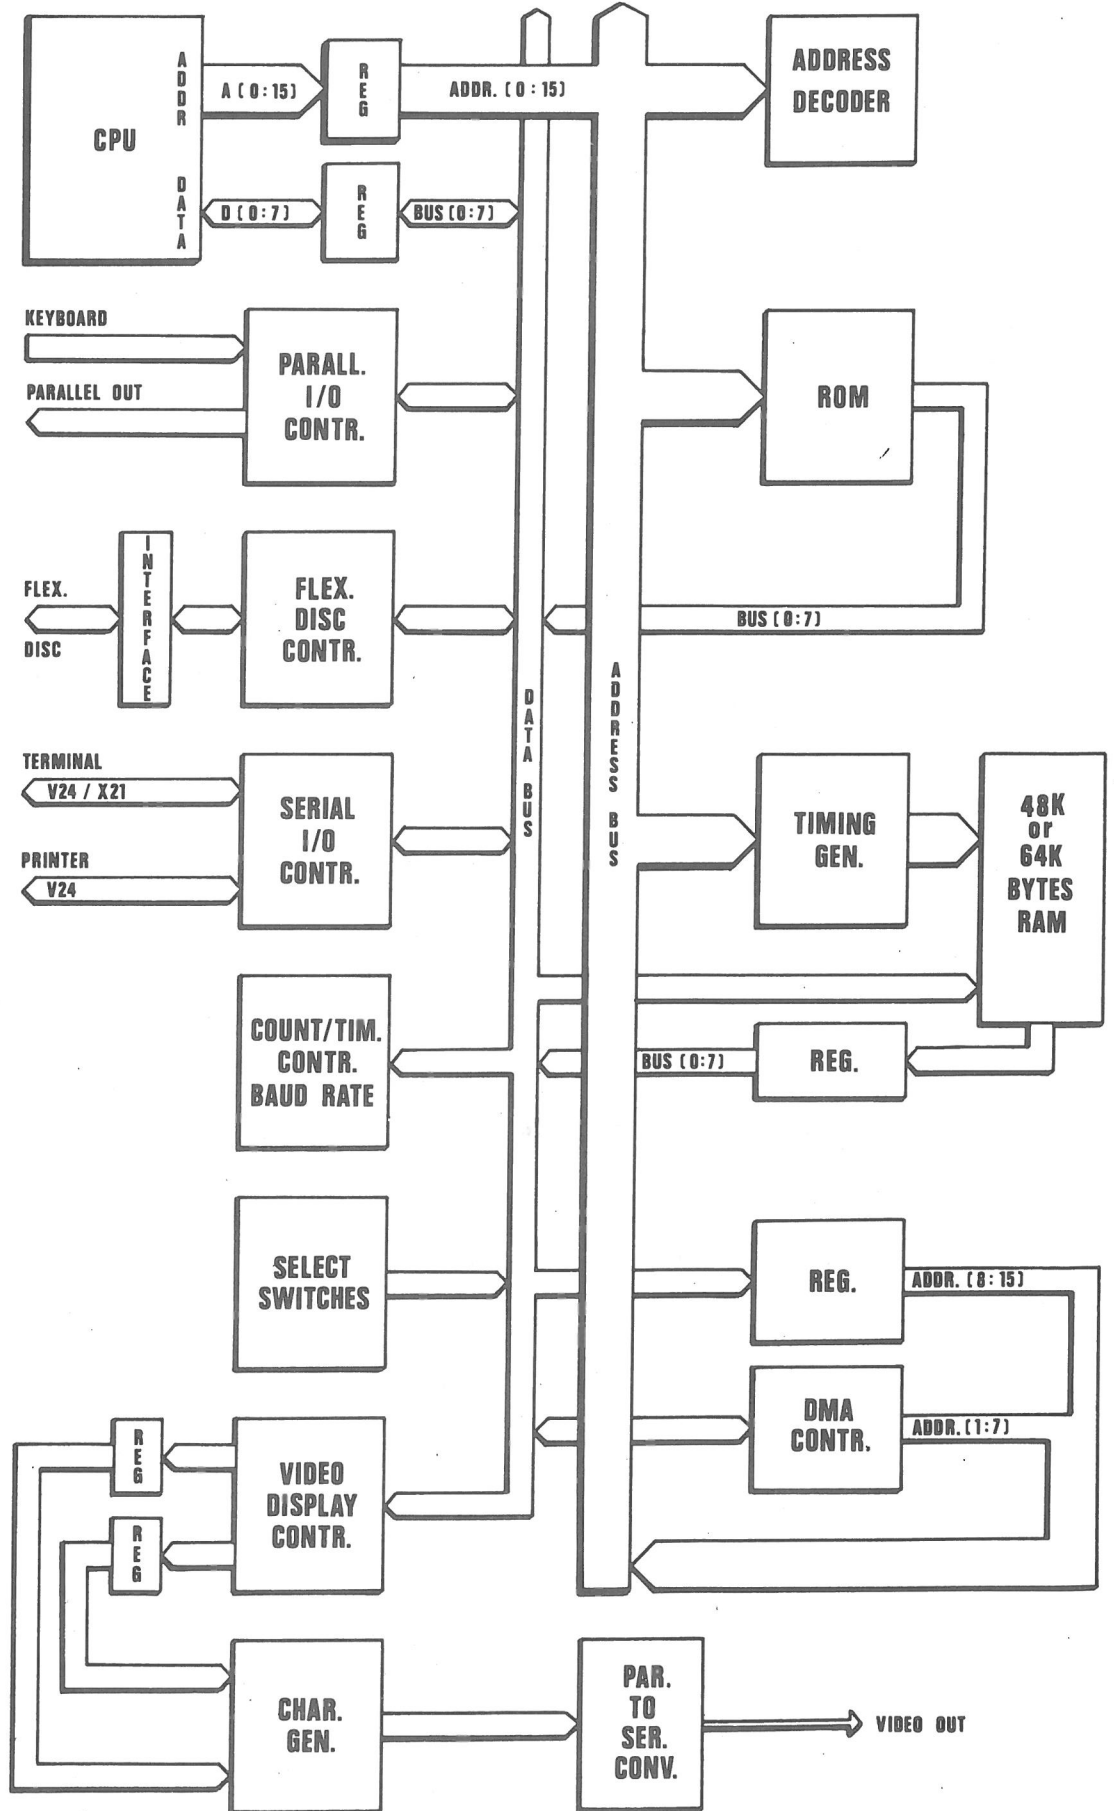 CPU
ADDR
DATA
A(0:15)
REG
ADDR. (0:15)
ADDRESS
DECODER
D(0:7)
REG
BUS(0:7)
KEYBOARD
PARALLEL OUT
PARALL.
I/O
CONTR.
ROM
FLEX.
DISC
INTERFACE
FLEX.
DISC
CONTR.
BUS (0:7)
DATA BUS
ADDRESS BUS
TERMINAL
V24 / X21
PRINTER
V24
SERIAL
I/O
CONTR.
TIMING
GEN.
48K
or
64K
BYTES
RAM
COUNT/TIM.
CONTR.
BAUD RATE
BUS (0:7)
REG.
SELECT
SWITCHES
REG.
ADDR. (8:15)
DMA
CONTR.
ADDR. (1:7)
REG
REG
VIDEO
DISPLAY
CONTR.
CHAR.
GEN.
PAR.
TO
SER.
CONV.
VIDEO OUT